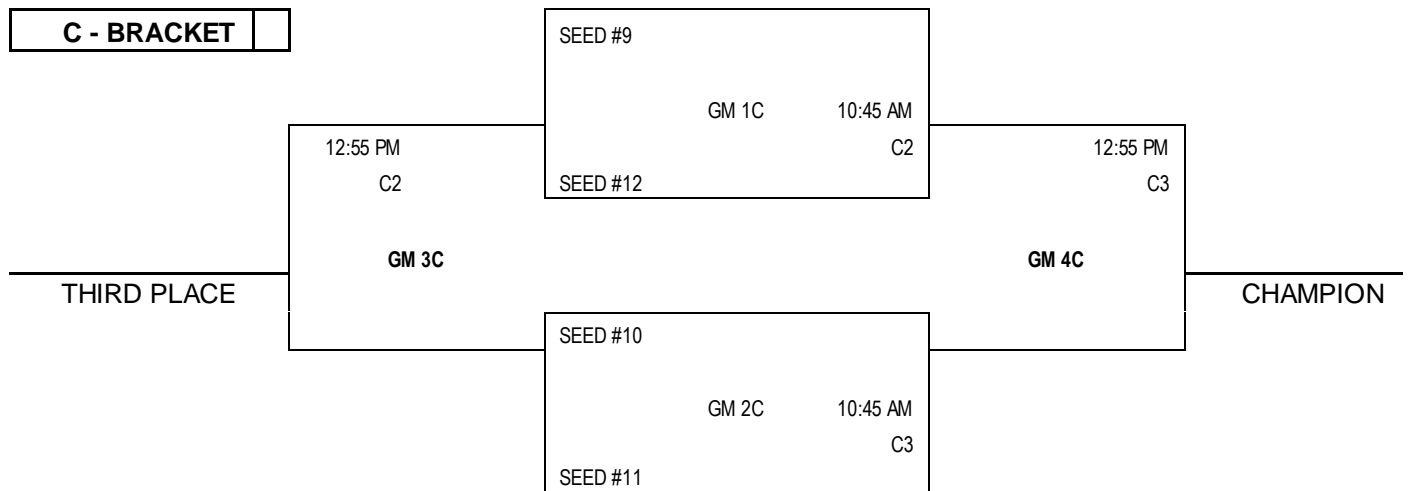 C - BRACKET
SEED #9
GM 1C 10:45 AM
12:55 PM C2 12:55 PM
C2 SEED #12 C3
GM 3C GM 4C
THIRD PLACE CHAMPION
SEED #10
GM 2C 10:45 AM
C3
SEED #11